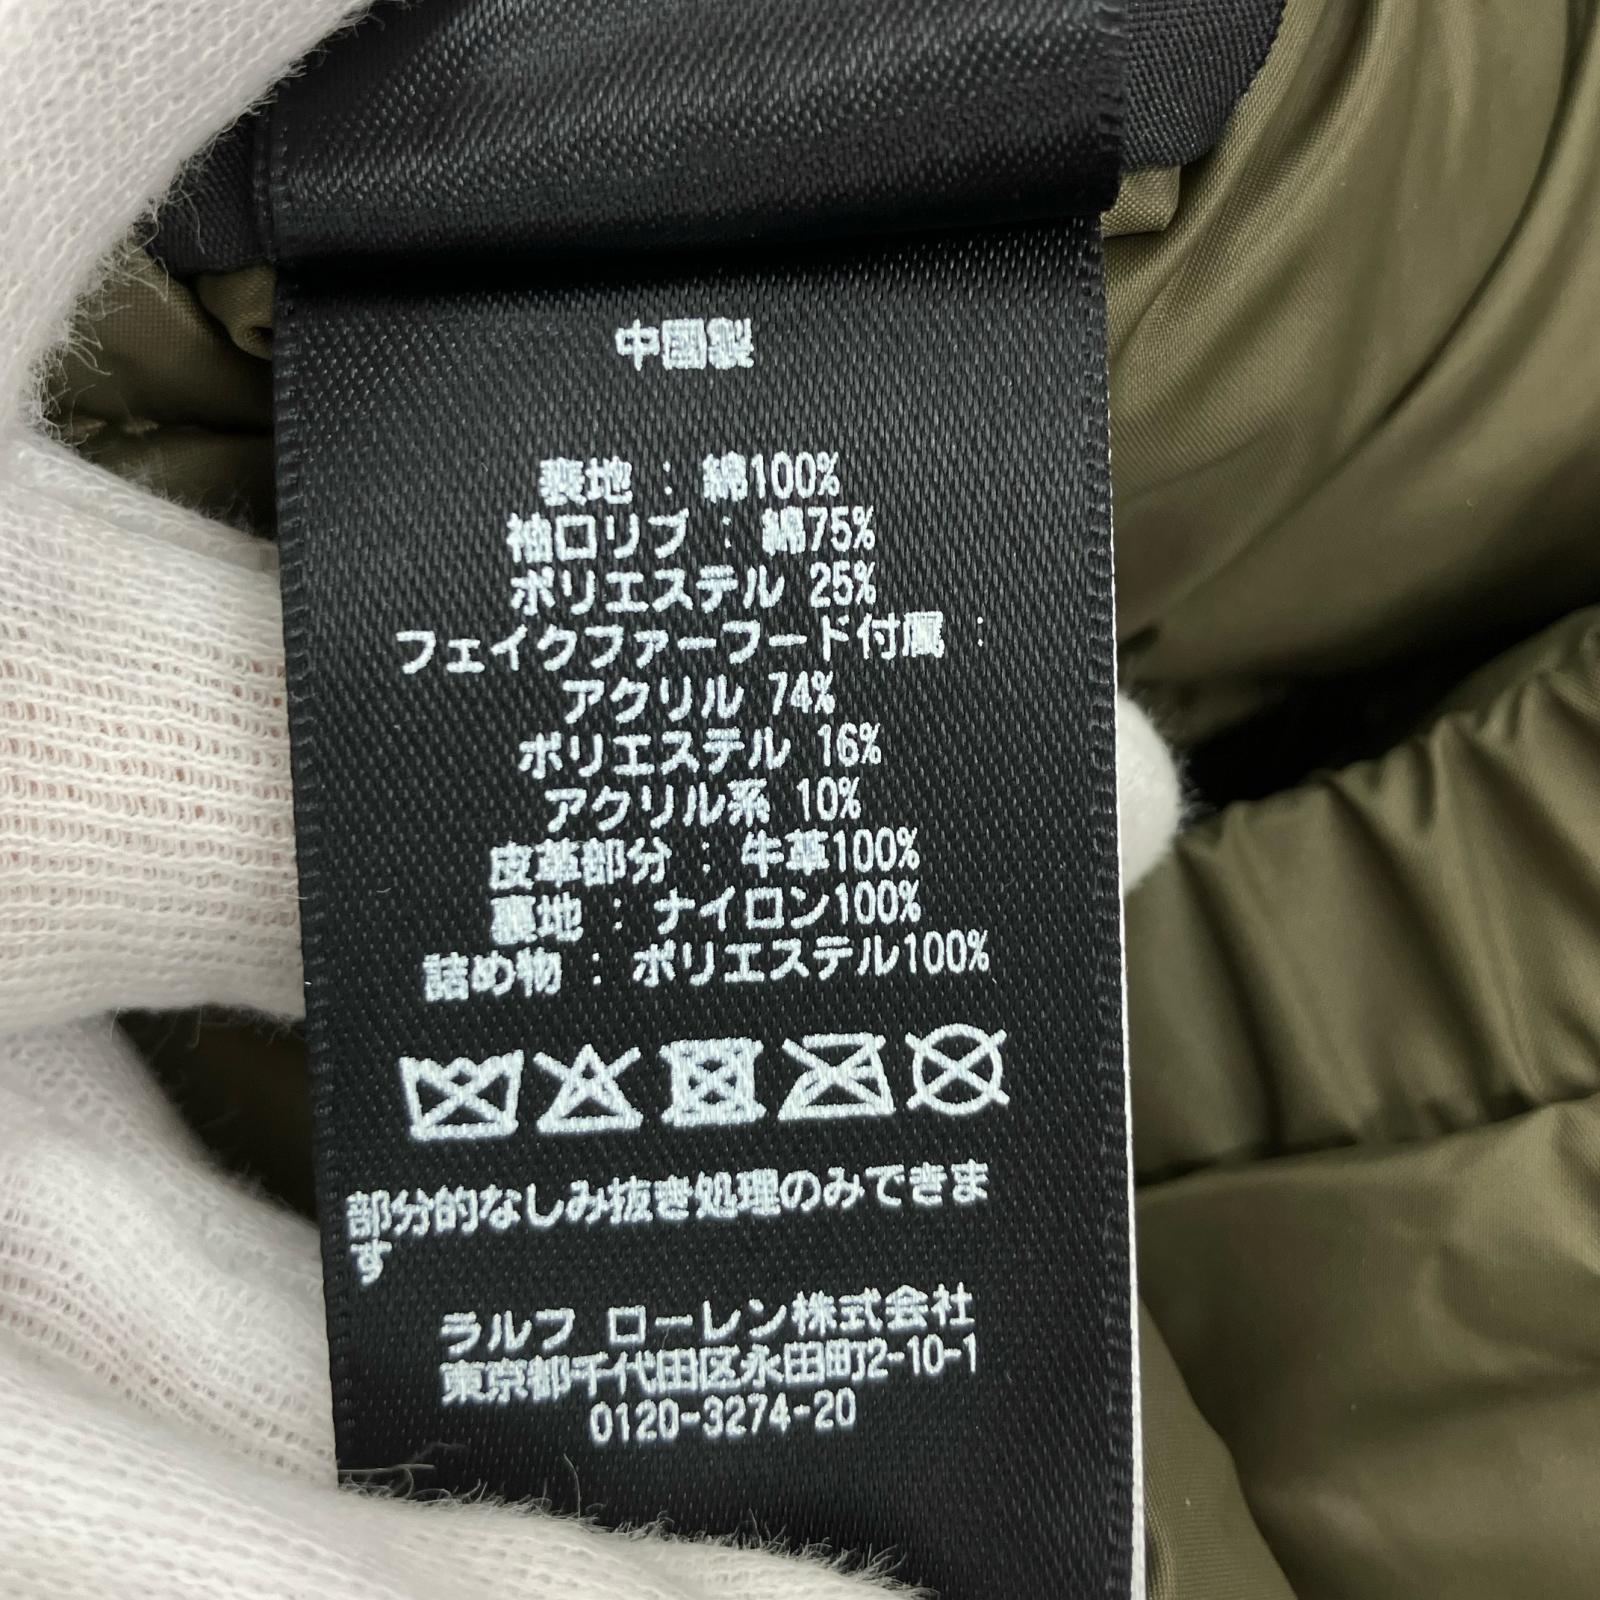 中國製
表地 : 綿100%
袖口リブ : 綿75%
ポリエステル 25%
フェイクファーフード付属 :
アクリル 74%
ポリエステル 16%
アクリル系 10%
皮革部分 : 牛革100%
裏地 : ナイロン100%
詰め物 : ポリエステル100%
部分的なしみ抜き処理のみできま
す
ラルフ ローレン株式会社
東京都千代田区永田町2-10-1
0120-3274-20